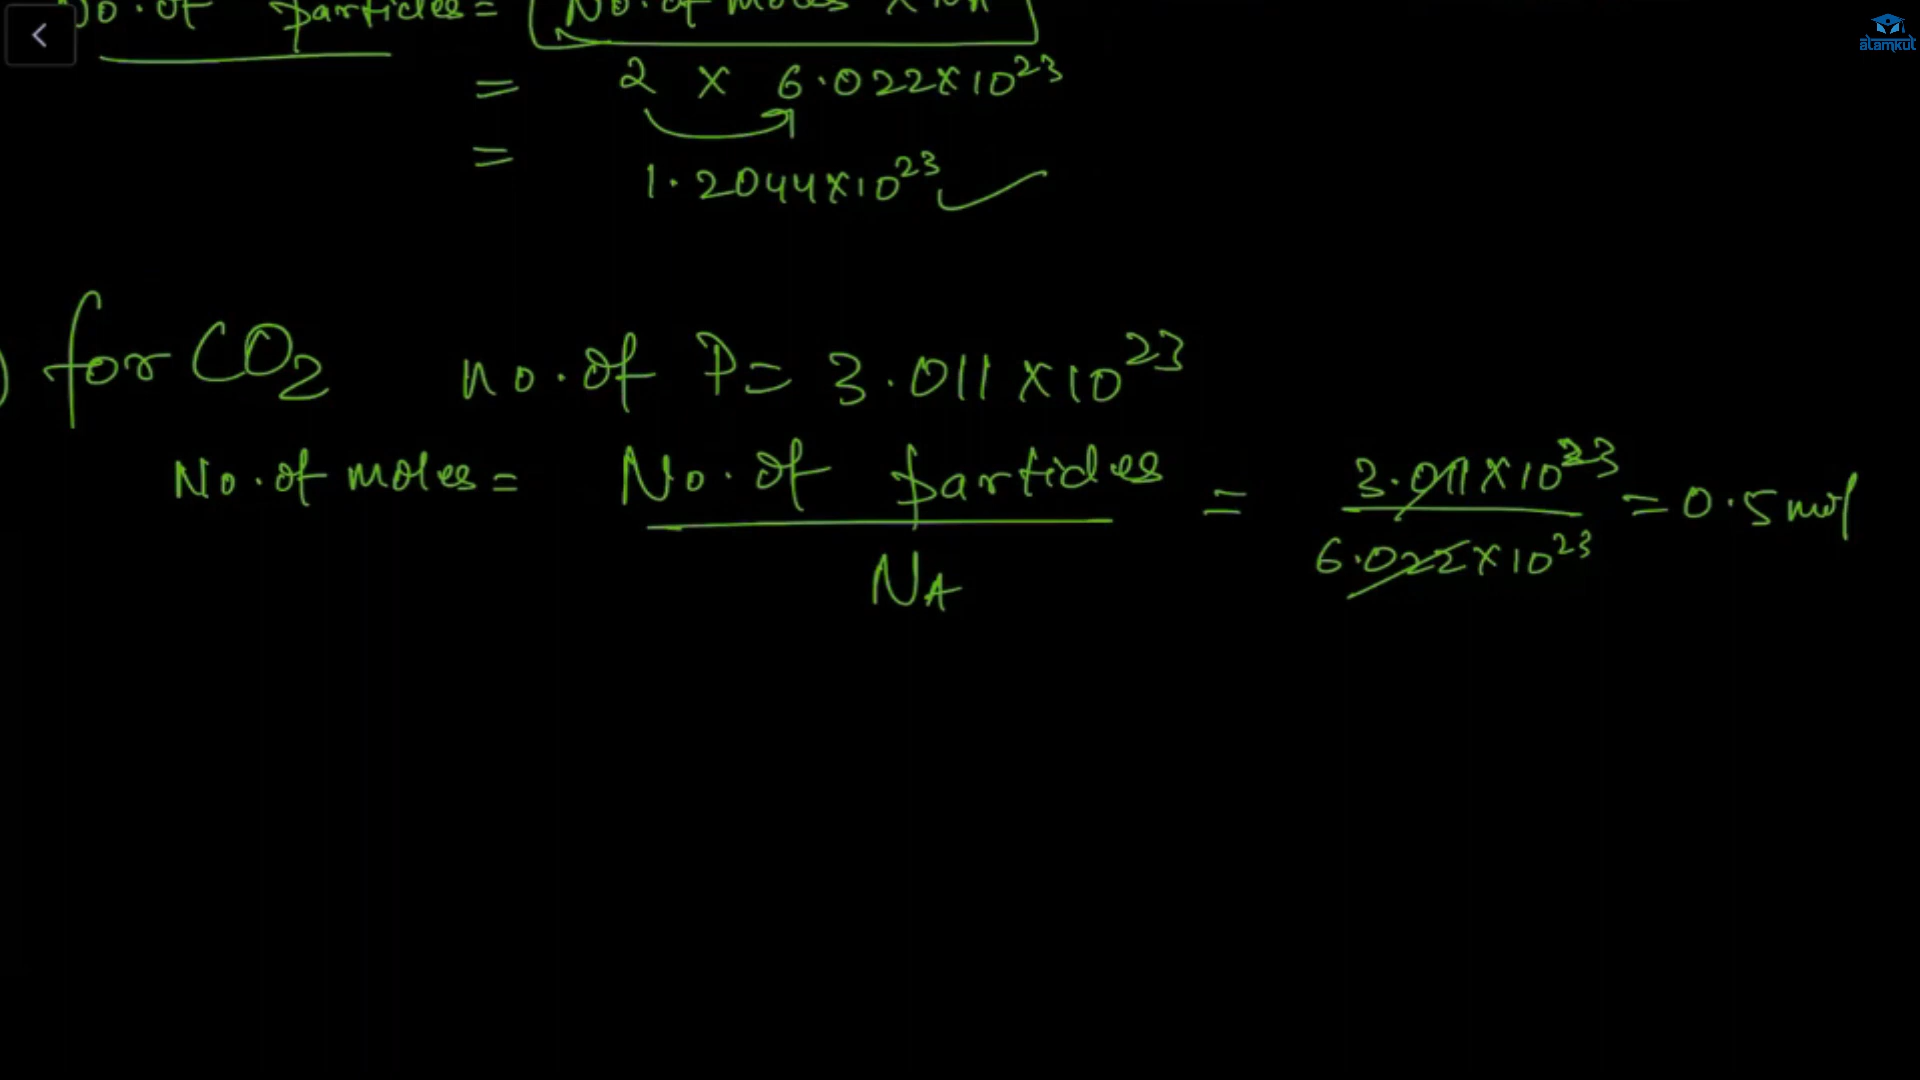 No. of particles = No. of moles × NA
= 2 × 6.022×10²³
= 1.2044×10²³
) for CO₂ no. of P = 3.011×10²³
No. of moles = No. of particles / NA = 3.011×10²³ / 6.022×10²³ = 0.5 mol
alamkut